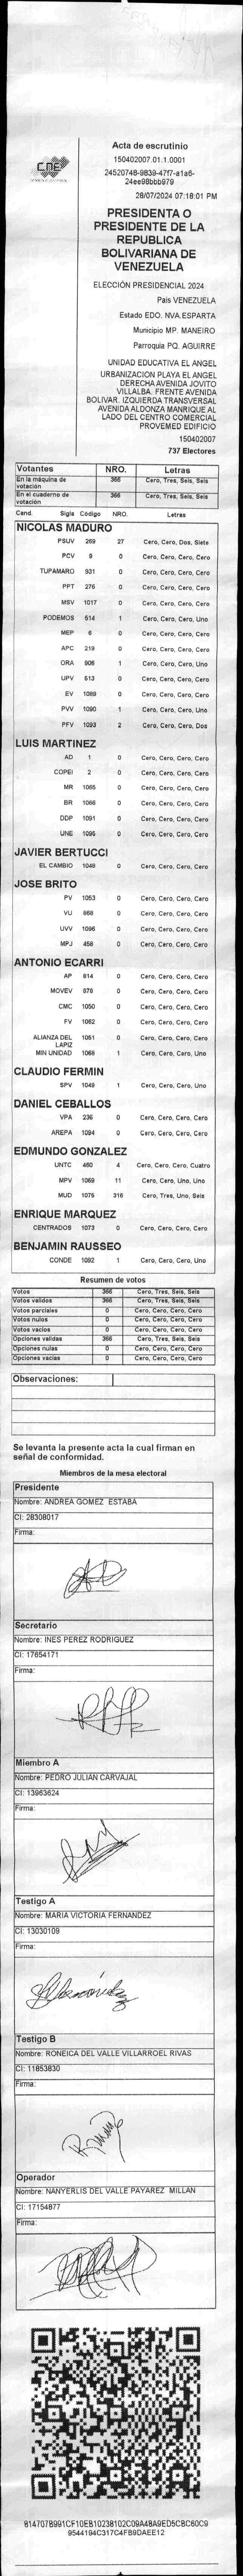 CNE
Acta de escrutinio
150402007.01.1.0001
24520748-9839-47f7-a1a6-
24ee98bbb979
28/07/2024 07:18:01 PM
PRESIDENTA O
PRESIDENTE DE LA
REPUBLICA
BOLIVARIANA DE
VENEZUELA
ELECCIÓN PRESIDENCIAL 2024
Pais VENEZUELA
Estado EDO. NVA.ESPARTA
Municipio MP. MANEIRO
Parroquia PQ. AGUIRRE
UNIDAD EDUCATIVA EL ANGEL
URBANIZACION PLAYA EL ANGEL
DERECHA AVENIDA JOVITO
VILLALBA. FRENTE AVENIDA
BOLIVAR. IZQUIERDA TRANSVERSAL
AVENIDA ALDONZA MANRIQUE AL
LADO DEL CENTRO COMERCIAL
PROVEMED EDIFICIO
150402007
737 Electores
Votantes NRO. Letras
En la máquina de votación 366 Cero, Tres, Seis, Seis
En el cuaderno de votación 366 Cero, Tres, Seis, Seis
Cand. Sigla Código NRO. Letras
NICOLAS MADURO
PSUV 269 27 Cero, Cero, Dos, Siete
PCV 9 0 Cero, Cero, Cero, Cero
TUPAMARO 931 0 Cero, Cero, Cero, Cero
PPT 276 0 Cero, Cero, Cero, Cero
MSV 1017 0 Cero, Cero, Cero, Cero
PODEMOS 514 1 Cero, Cero, Cero, Uno
MEP 6 0 Cero, Cero, Cero, Cero
APC 219 0 Cero, Cero, Cero, Cero
ORA 906 1 Cero, Cero, Cero, Uno
UPV 513 0 Cero, Cero, Cero, Cero
EV 1089 0 Cero, Cero, Cero, Cero
PVV 1090 1 Cero, Cero, Cero, Uno
PFV 1093 2 Cero, Cero, Cero, Dos
LUIS MARTINEZ
AD 1 0 Cero, Cero, Cero, Cero
COPEI 2 0 Cero, Cero, Cero, Cero
MR 1065 0 Cero, Cero, Cero, Cero
BR 1066 0 Cero, Cero, Cero, Cero
DDP 1091 0 Cero, Cero, Cero, Cero
UNE 1095 0 Cero, Cero, Cero, Cero
JAVIER BERTUCCI
EL CAMBIO 1048 0 Cero, Cero, Cero, Cero
JOSE BRITO
PV 1053 0 Cero, Cero, Cero, Cero
VU 868 0 Cero, Cero, Cero, Cero
UVV 1096 0 Cero, Cero, Cero, Cero
MPJ 458 0 Cero, Cero, Cero, Cero
ANTONIO ECARRI
AP 814 0 Cero, Cero, Cero, Cero
MOVEV 878 0 Cero, Cero, Cero, Cero
CMC 1050 0 Cero, Cero, Cero, Cero
FV 1062 0 Cero, Cero, Cero, Cero
ALIANZA DEL LAPIZ 1051 0 Cero, Cero, Cero, Cero
MIN UNIDAD 1068 1 Cero, Cero, Cero, Uno
CLAUDIO FERMIN
SPV 1049 1 Cero, Cero, Cero, Uno
DANIEL CEBALLOS
VPA 236 0 Cero, Cero, Cero, Cero
AREPA 1094 0 Cero, Cero, Cero, Cero
EDMUNDO GONZALEZ
UNTC 460 4 Cero, Cero, Cero, Cuatro
MPV 1069 11 Cero, Cero, Uno, Uno
MUD 1075 316 Cero, Tres, Uno, Seis
ENRIQUE MARQUEZ
CENTRADOS 1073 0 Cero, Cero, Cero, Cero
BENJAMIN RAUSSEO
CONDE 1092 1 Cero, Cero, Cero, Uno
Resumen de votos
Votos 366 Cero, Tres, Seis, Seis
Votos validos 366 Cero, Tres, Seis, Seis
Votos parciales 0 Cero, Cero, Cero, Cero
Votos nulos 0 Cero, Cero, Cero, Cero
Votos vacios 0 Cero, Cero, Cero, Cero
Opciones validas 366 Cero, Tres, Seis, Seis
Opciones nulas 0 Cero, Cero, Cero, Cero
Opciones vacias 0 Cero, Cero, Cero, Cero
Observaciones:
Se levanta la presente acta la cual firman en
señal de conformidad.
Miembros de la mesa electoral
Presidente
Nombre: ANDREA GOMEZ ESTABA
CI: 28308017
Firma:
Secretario
Nombre: INES PEREZ RODRIGUEZ
CI: 17654171
Firma:
Miembro A
Nombre: PEDRO JULIAN CARVAJAL
CI: 13963624
Firma:
Testigo A
Nombre: MARIA VICTORIA FERNANDEZ
CI: 13030109
Firma:
Testigo B
Nombre: RONEICA DEL VALLE VILLARROEL RIVAS
CI: 11853830
Firma:
Operador
Nombre: NANYERLIS DEL VALLE PAYAREZ MILLAN
CI: 17154877
Firma:
8147078991CF10EB10238102C09A48A9ED5CBC60C9
9544194C317C4FB9DAEE12